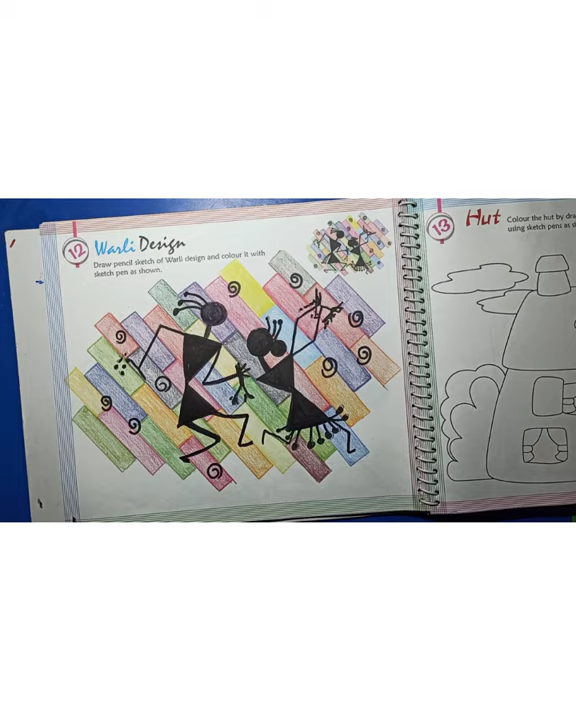 12
Warli Design
Draw pencil sketch of Warli design and colour it with
sketch pen as shown.
13
Hut
Colour the hut by
using sketch pens as